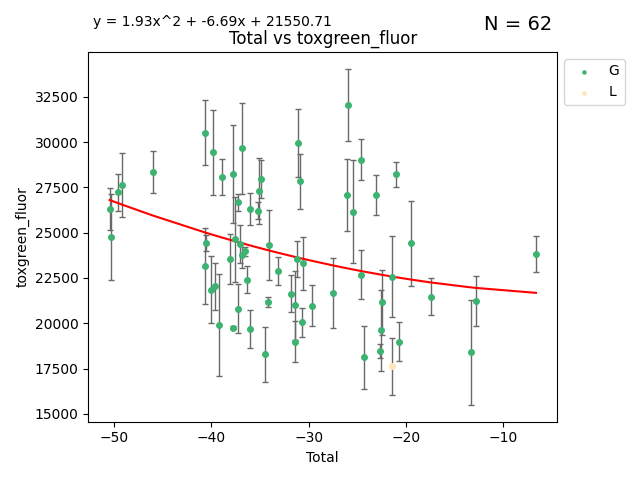 y = 1.93x^2 + -6.69x + 21550.71
N = 62
Total vs toxgreen_fluor
G
L
toxgreen_fluor
32500
30000
27500
25000
22500
20000
17500
15000
−50
−40
−30
−20
−10
Total